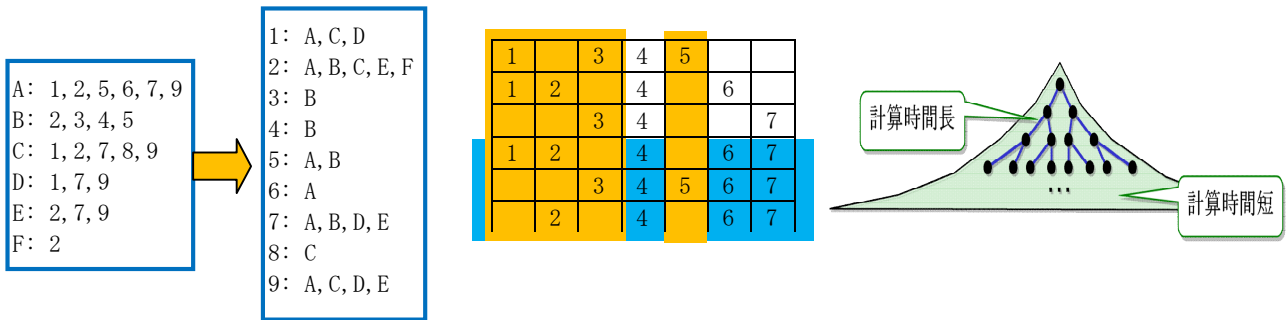 A: 1,2,5,6,7,9
B: 2,3,4,5
C: 1,2,7,8,9
D: 1,7,9
E: 2,7,9
F: 2
1: A,C,D
2: A,B,C,E,F
3: B
4: B
5: A,B
6: A
7: A,B,D,E
8: C
9: A,C,D,E
1 3 4 5
1 2 4 6
3 4 7
1 2 4 6 7
3 4 5 6 7
2 4 6 7
計算時間長
...
計算時間短